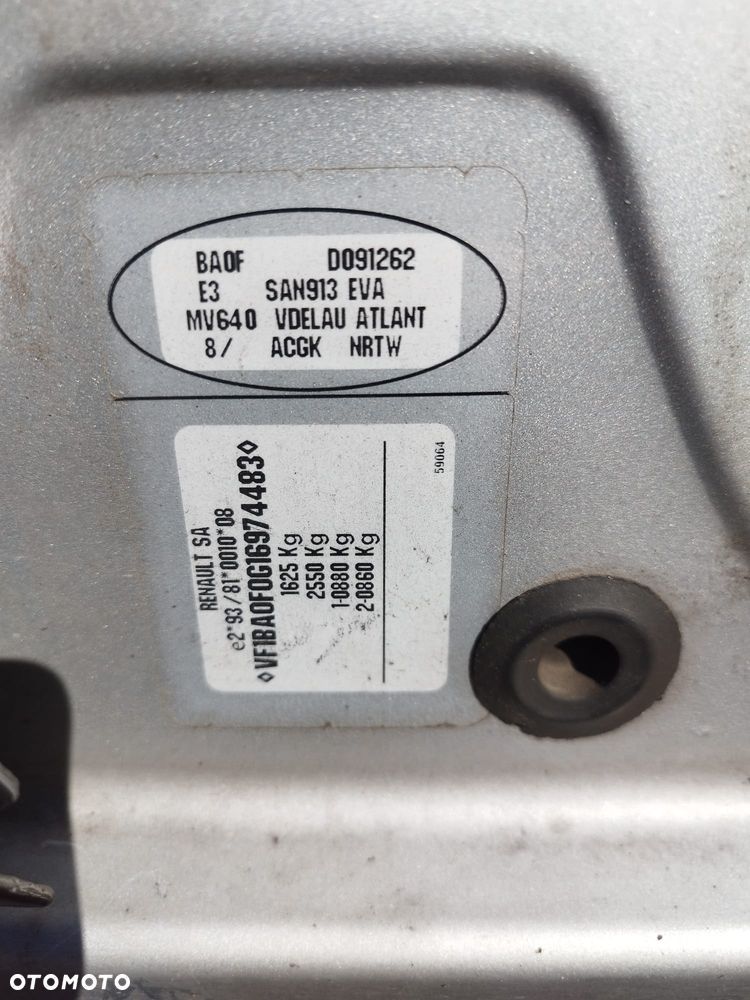 BA0F D091262
E3 SAN913 EVA
MV640 VDELAU ATLANT
8/ ACGK NRTW
RENAULT SA
e2*93/81*0010*08
◊VF1BA0F0G16974483◊
1625 Kg
2550 Kg
1-0880 Kg
2-0860 Kg
59064
OTOMOTO